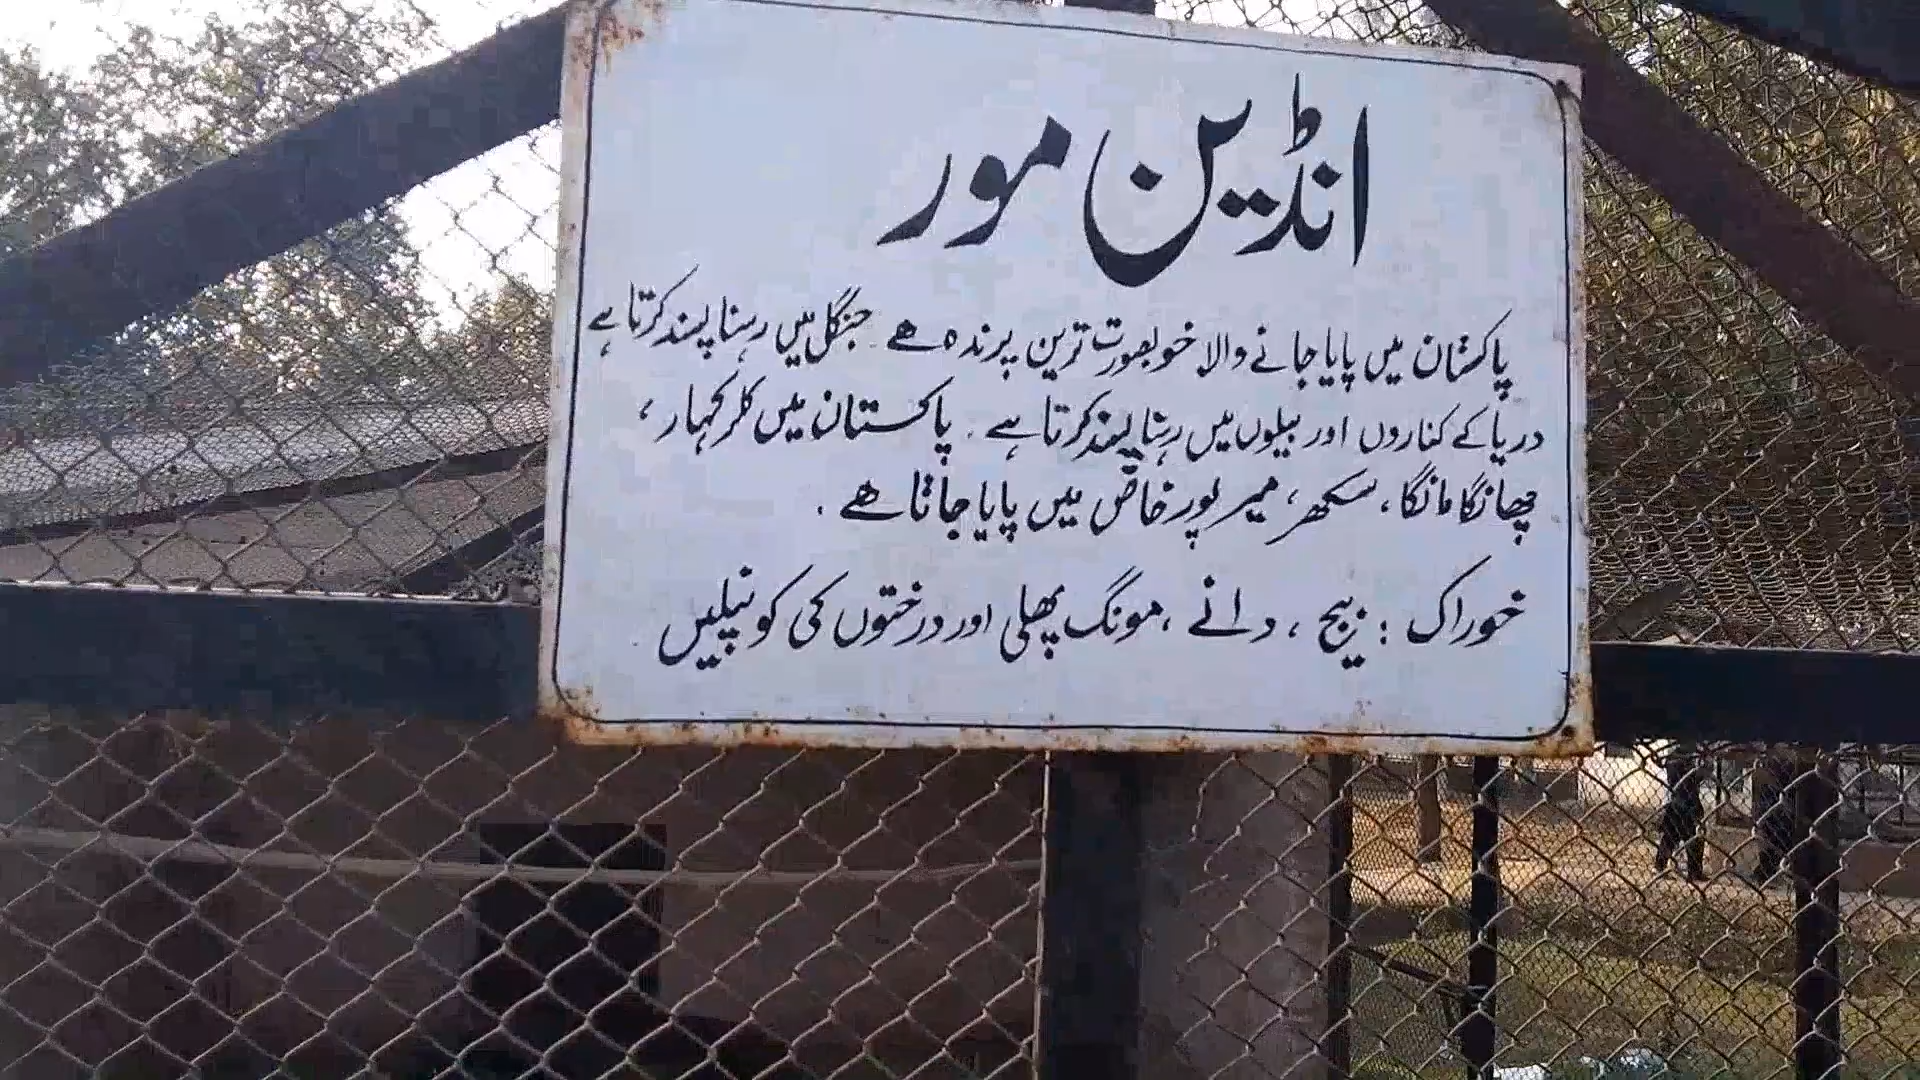 انڈین مور
پاکستان میں پایا جانے والا خوبصورت ترین پرندہ ھے۔ جنگل میں رہنا پسند کرتا ہے
دریا کے کناروں اور بیلوں میں رہنا پسند کرتا ہے۔ پاکستان میں کلر کہار،
چھانگا مانگا، سکھر، میر پور خاص میں پایا جاتا ھے۔
خوراک : بیج ، دانے ، مونگ پھلی اور درختوں کی کونپلیں۔